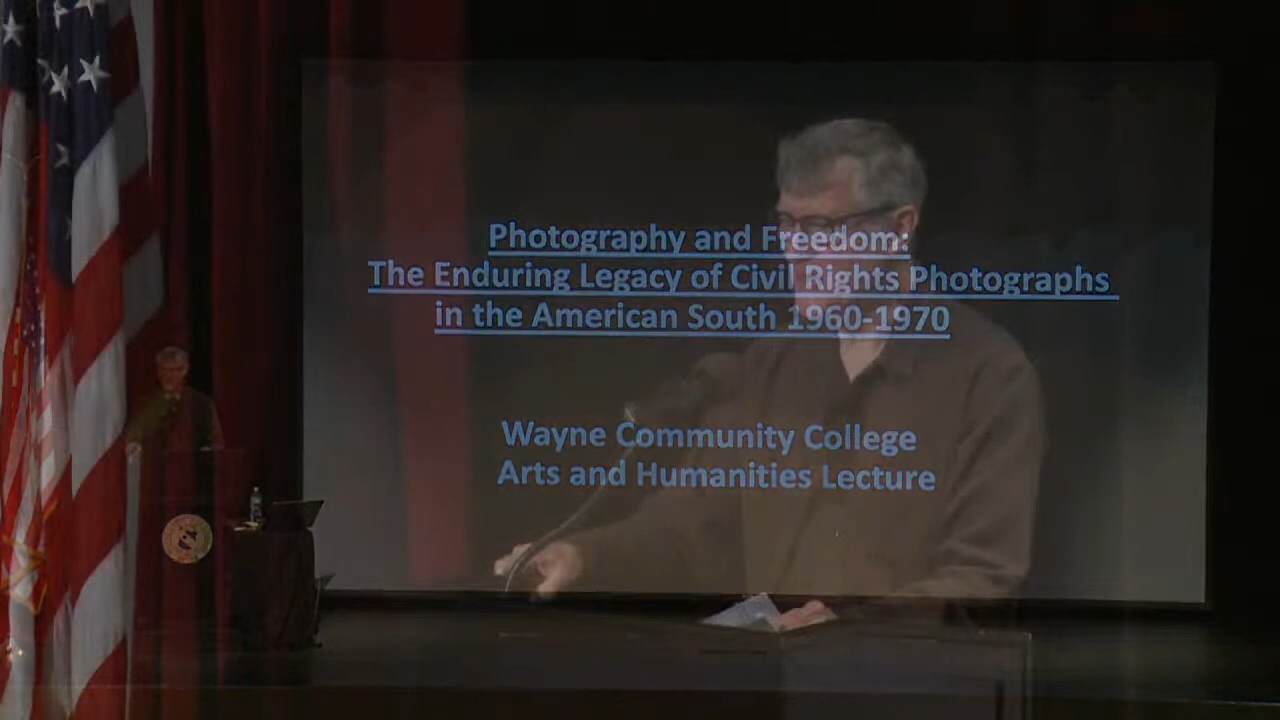 Photography and Freedom:
The Enduring Legacy of Civil Rights Photographs
in the American South 1960-1970
Wayne Community College
Arts and Humanities Lecture